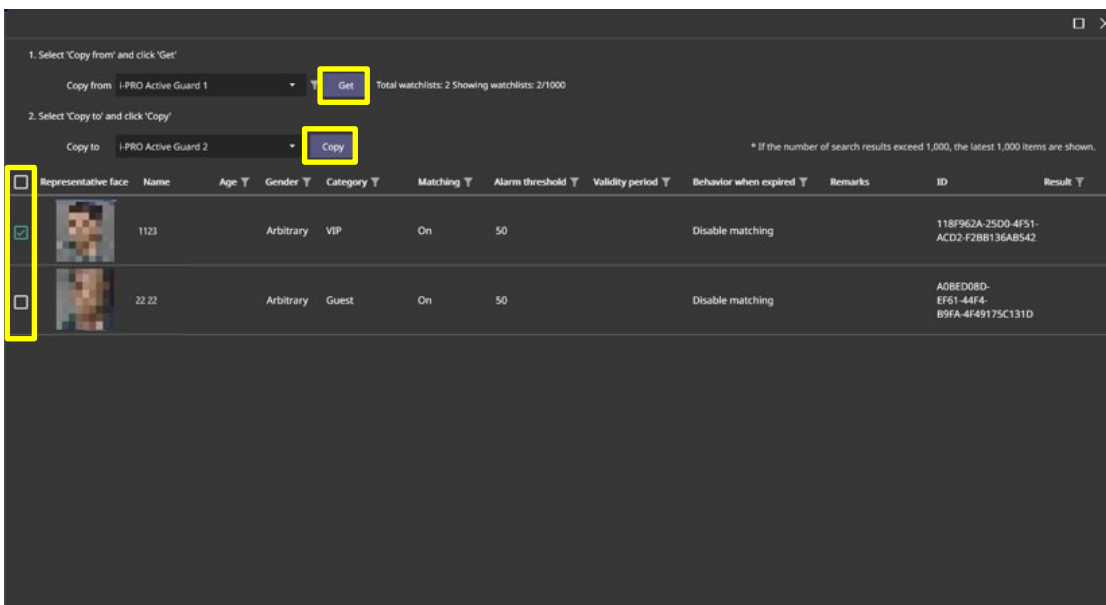 1. Select 'Copy from' and click 'Get'
Copy from i-PRO Active Guard 1 Get Total watchlists: 2 Showing watchlists: 2/1000
2. Select 'Copy to' and click 'Copy'
Copy to i-PRO Active Guard 2 Copy * If the number of search results exceed 1,000, the latest 1,000 items are shown.
Representative face Name Age Gender Category Matching Alarm threshold Validity period Behavior when expired Remarks ID Result
1123 Arbitrary VIP On 50 Disable matching 118F962A-25D0-4F51-
ACD2-F2BB136AB542
22 22 Arbitrary Guest On 50 Disable matching A0BED08D-
EF61-44F4-
B9FA-4F49175C131D